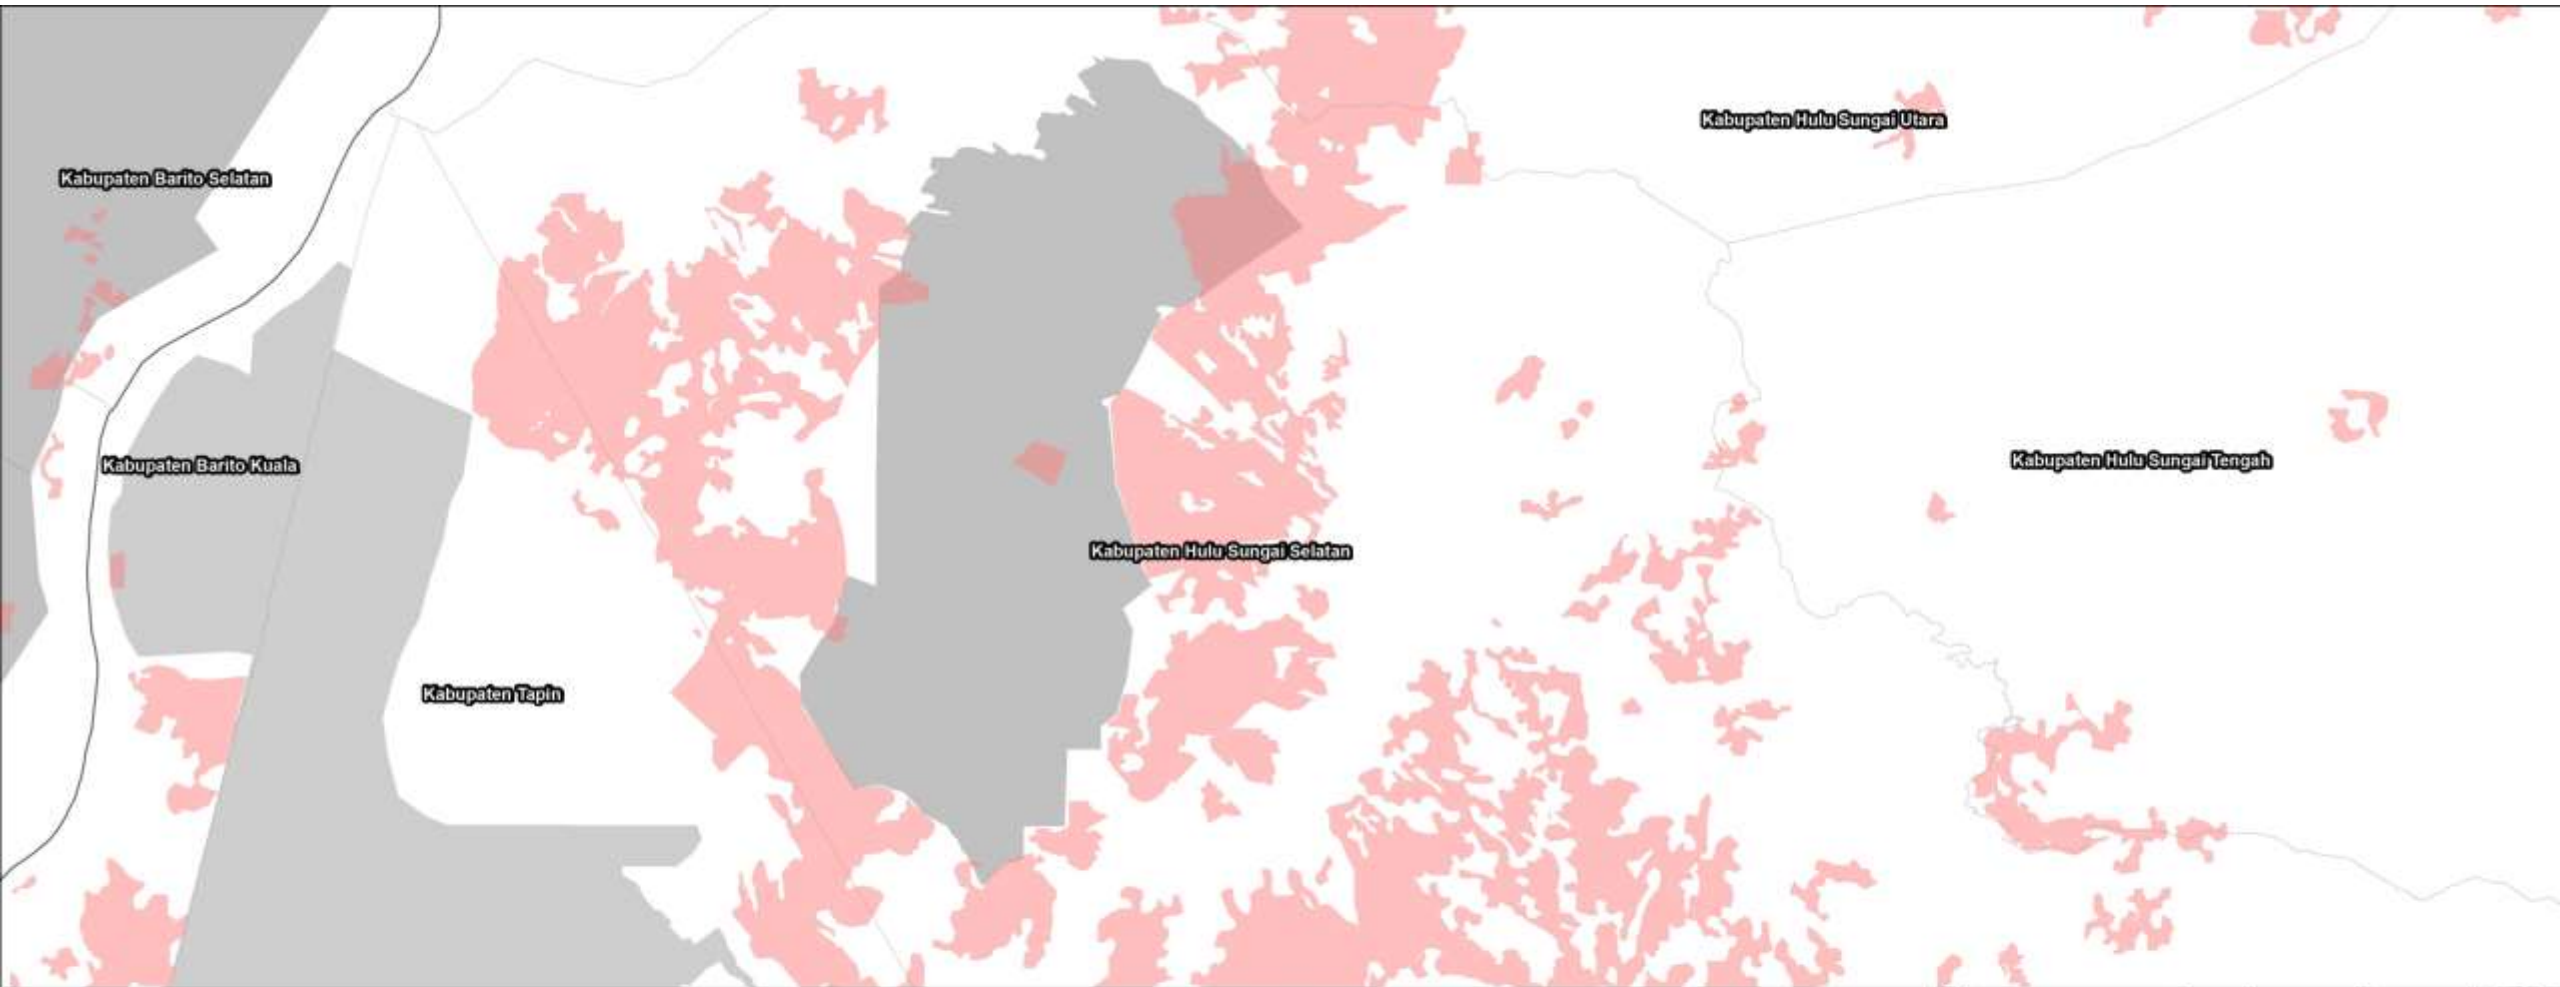 Kabupaten Hulu Sungai Utara
Kabupaten Barito Selatan
Kabupaten Barito Kuala
Kabupaten Hulu Sungai Tengah
Kabupaten Hulu Sungai Selatan
Kabupaten Tapin